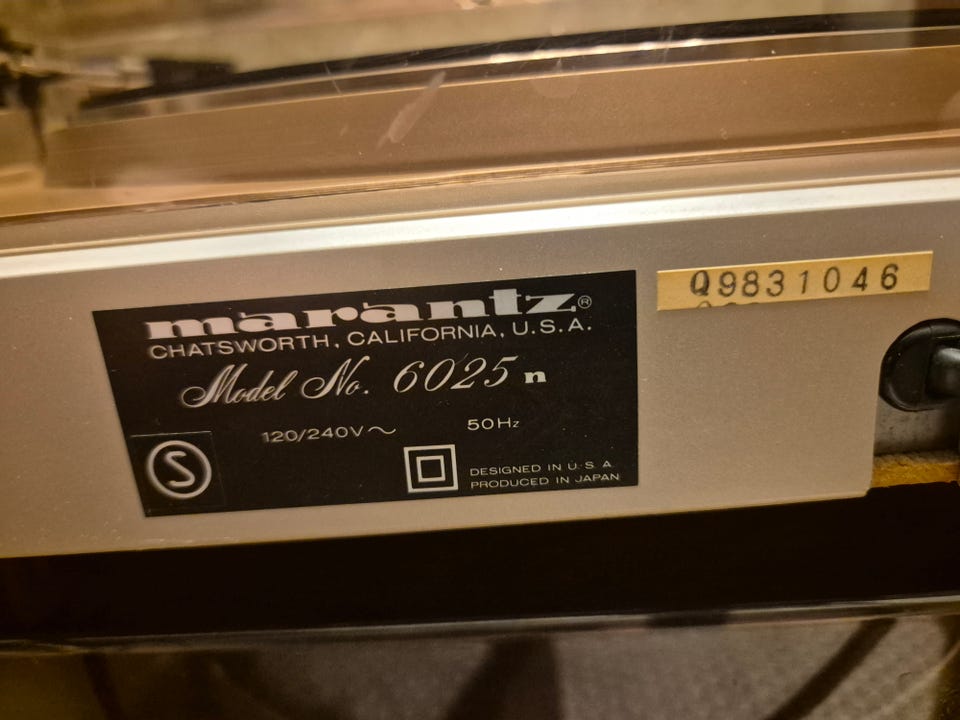 marantz®
CHATSWORTH, CALIFORNIA, U.S.A.
Model No. 6025 n
120/240V～ 50Hz
S
DESIGNED IN U.S.A.
PRODUCED IN JAPAN
Q9831046